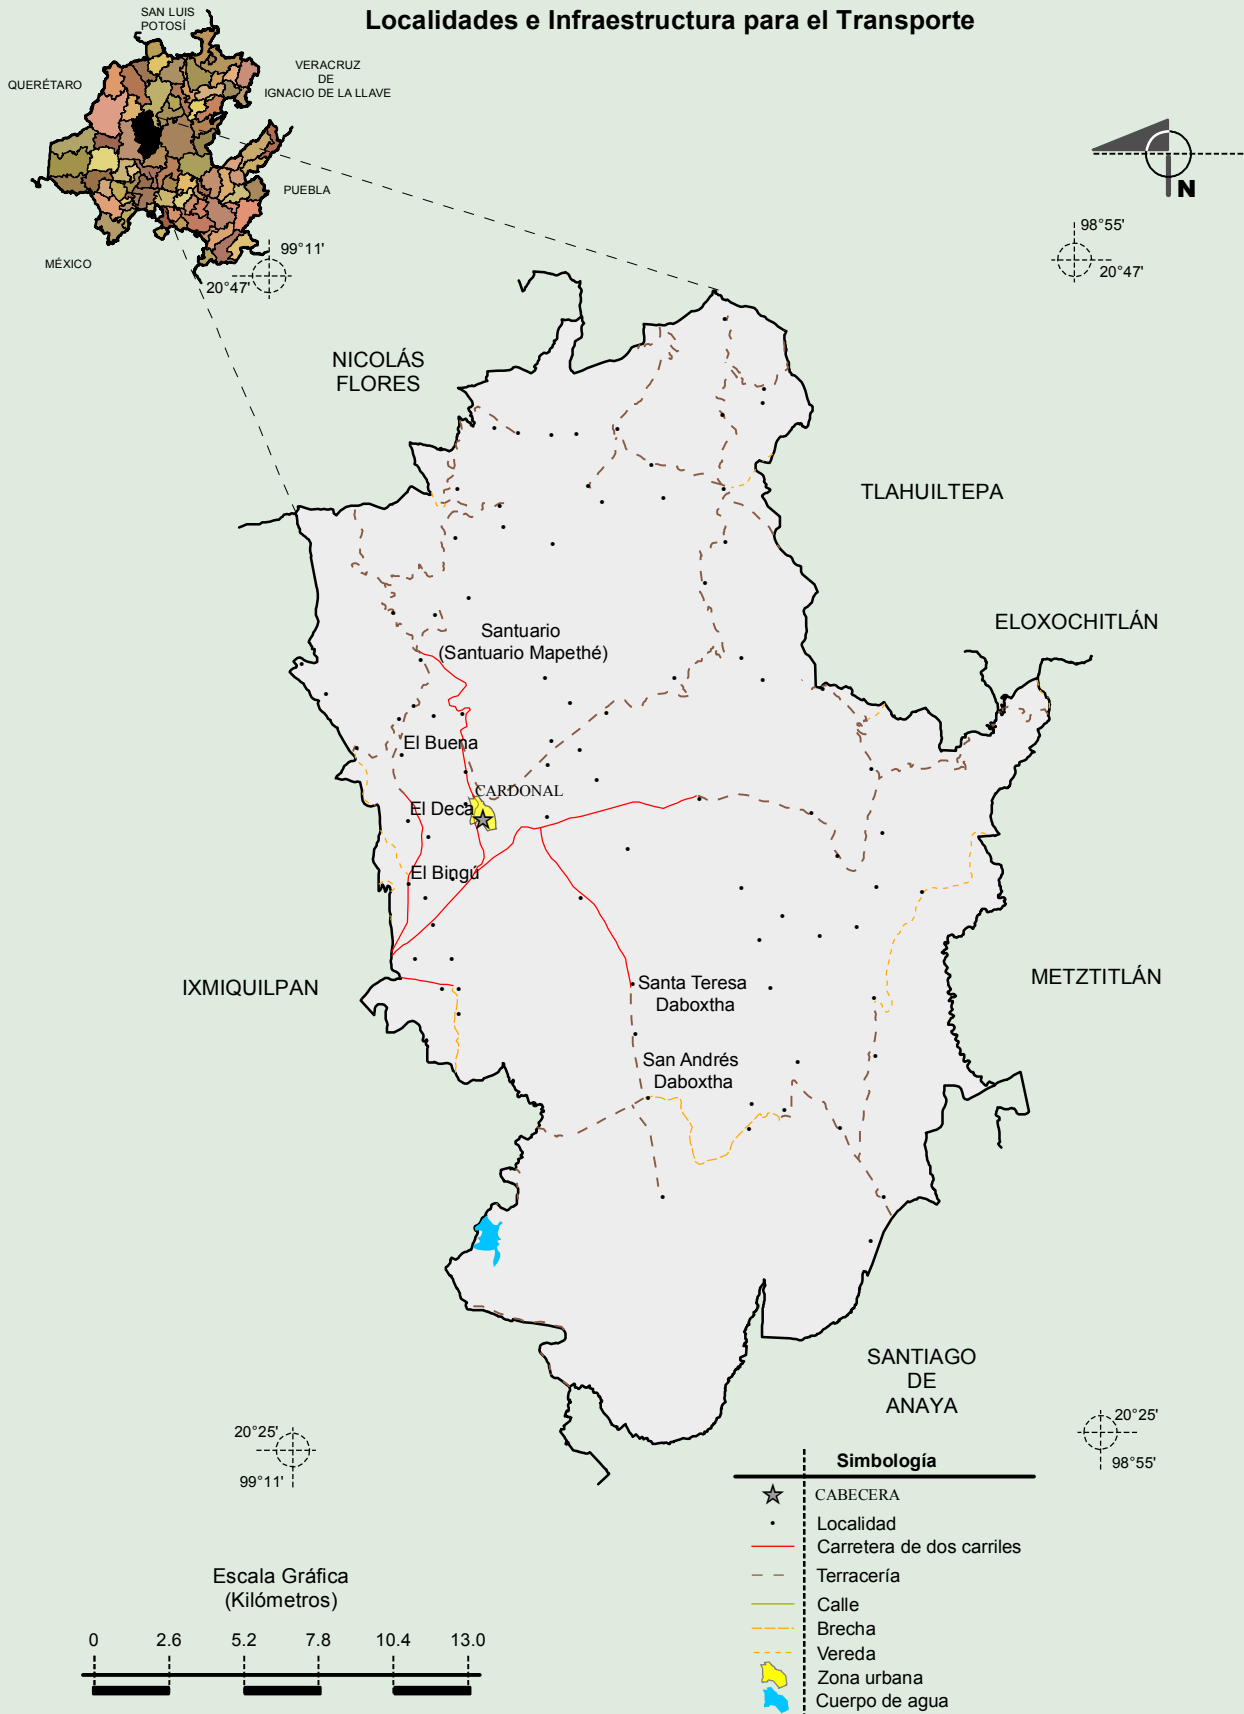 Localidades e Infraestructura para el Transporte
SAN LUIS
POTOSÍ
QUERÉTARO
VERACRUZ
DE
IGNACIO DE LA LLAVE
PUEBLA
MÉXICO
N
99°11'
20°47'
98°55'
20°47'
NICOLÁS
FLORES
TLAHUILTEPA
ELOXOCHITLÁN
Santuario
(Santuario Mapethé)
El Buena
CARDONAL
El Deca
El Bingú
IXMIQUILPAN
Santa Teresa
Daboxtha
METZTITLÁN
San Andrés
Daboxtha
SANTIAGO
DE
ANAYA
20°25'
99°11'
20°25'
98°55'
Simbología
CABECERA
Localidad
Carretera de dos carriles
Terracería
Calle
Brecha
Vereda
Zona urbana
Cuerpo de agua
Escala Gráfica
(Kilómetros)
0 2.6 5.2 7.8 10.4 13.0